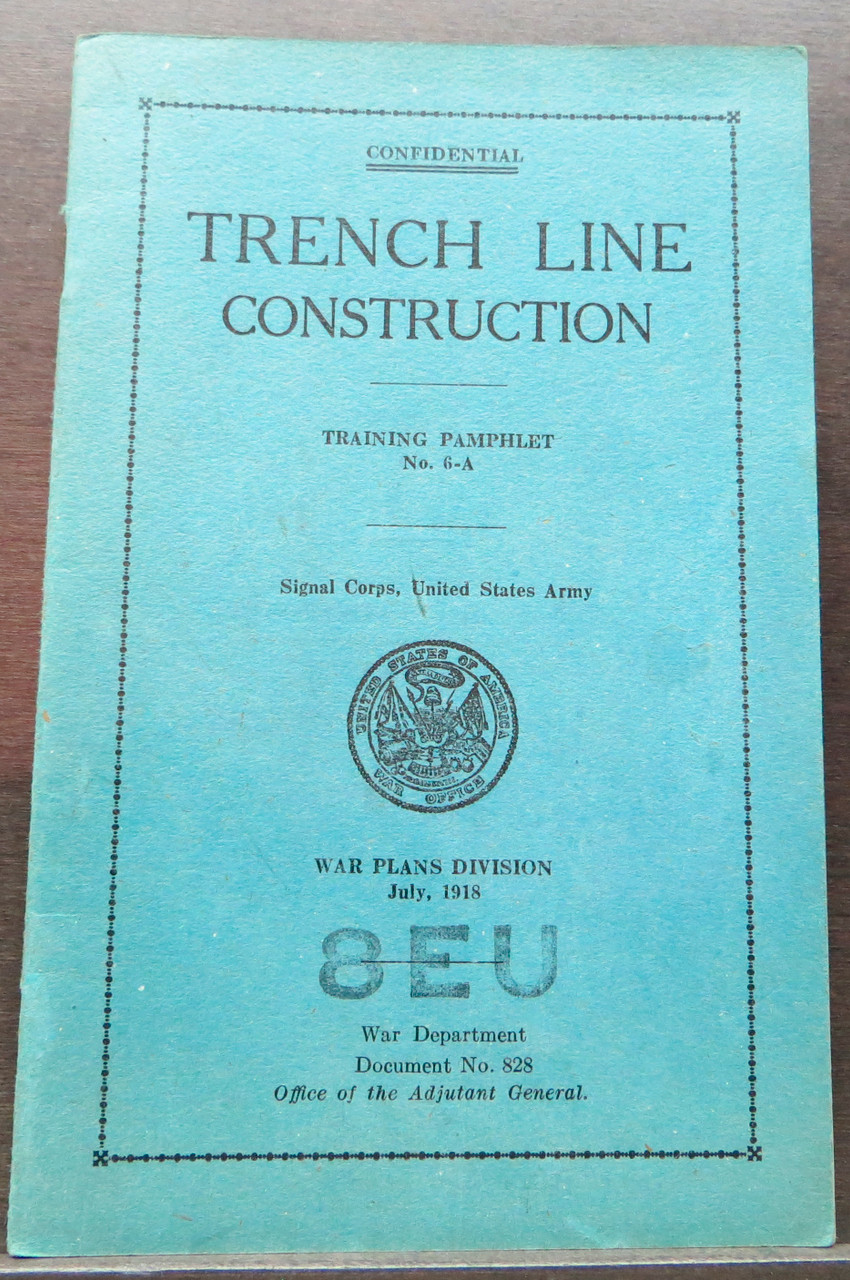 CONFIDENTIAL
TRENCH LINE
CONSTRUCTION
TRAINING PAMPHLET
No. 6-A
Signal Corps, United States Army
UNITED STATES OF AMERICA
WAR OFFICE
WAR PLANS DIVISION
July, 1918
8EU
War Department
Document No. 828
Office of the Adjutant General.